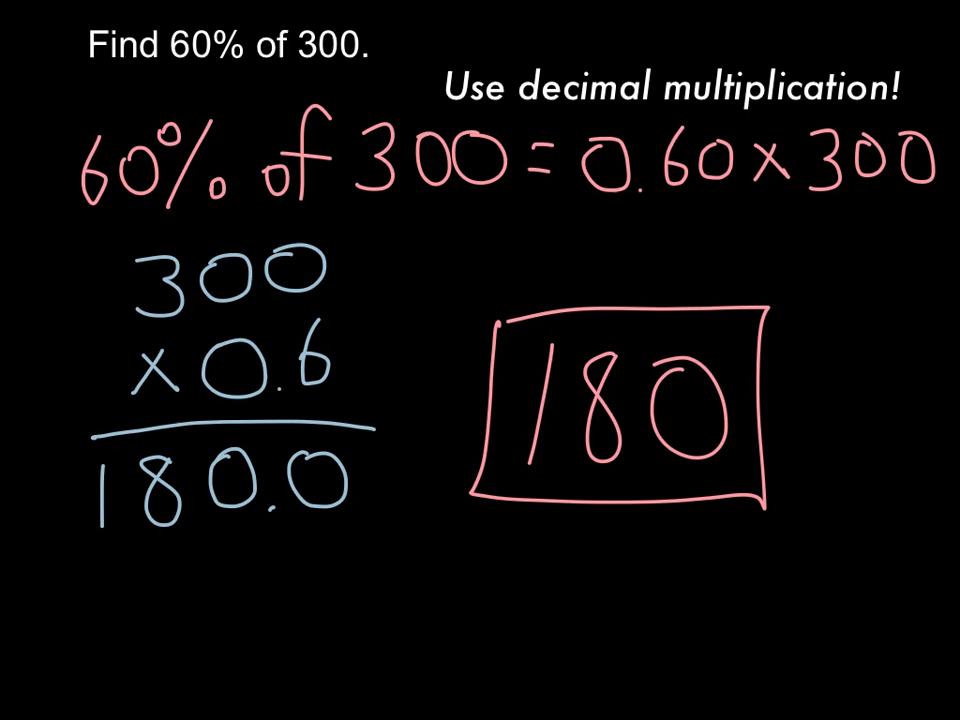 Find 60% of 300.
Use decimal multiplication!
60% of 300 = 0.60 x 300
300
x 0.6
180.0
180